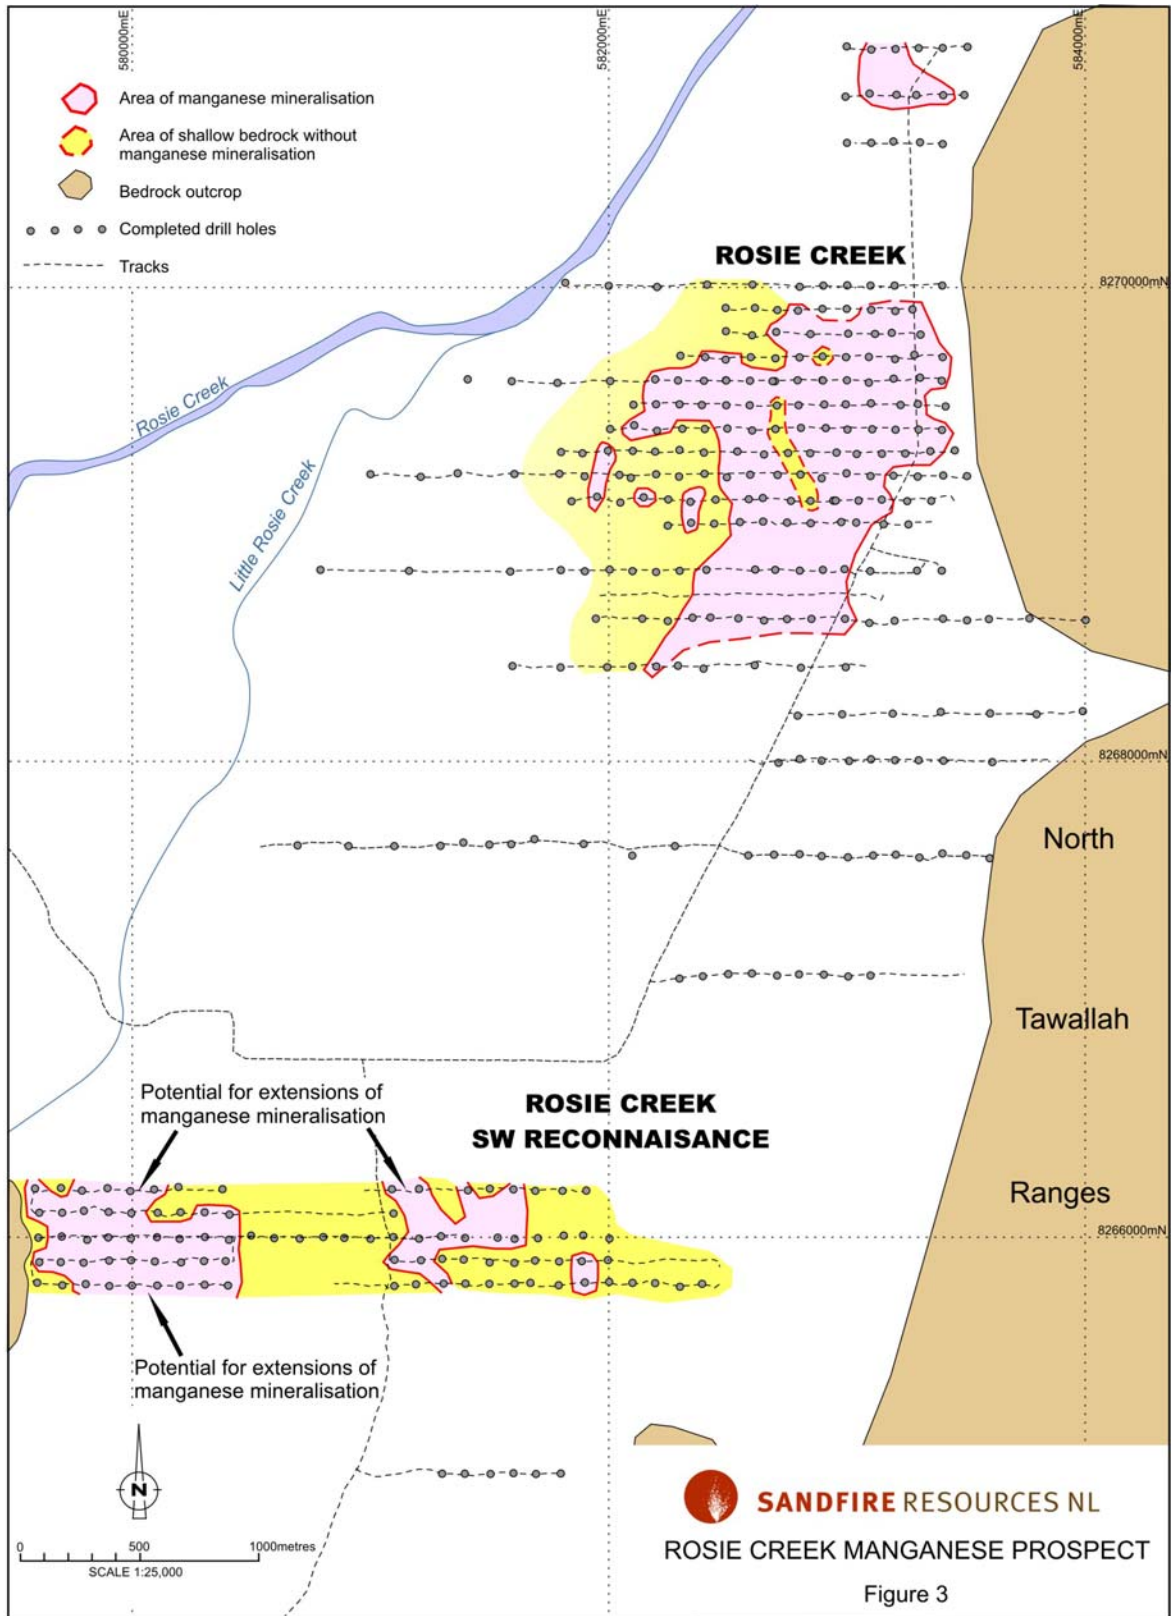 580000mE
582000mE
584000mE
Area of manganese mineralisation
Area of shallow bedrock without
manganese mineralisation
Bedrock outcrop
Completed drill holes
Tracks
ROSIE CREEK
8270000mN
Rosie Creek
Little Rosie Creek
8268000mN
North
Tawallah
Ranges
Potential for extensions of
manganese mineralisation
ROSIE CREEK
SW RECONNAISANCE
8266000mN
Potential for extensions of
manganese mineralisation
N
0 500 1000metres
SCALE 1:25,000
SANDFIRE RESOURCES NL
ROSIE CREEK MANGANESE PROSPECT
Figure 3